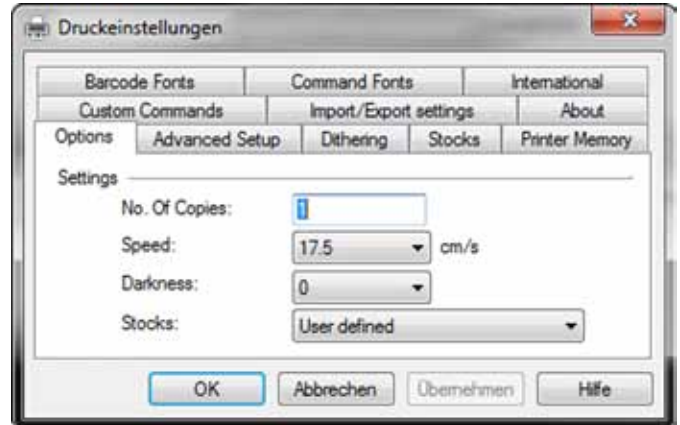 Druckeinstellungen
Barcode Fonts Command Fonts International
Custom Commands Import/Export settings About
Options Advanced Setup Dithering Stocks Printer Memory
Settings
No. Of Copies: 1
Speed: 17.5 cm/s
Darkness: 0
Stocks: User defined
OK Abbrechen Übernehmen Hilfe